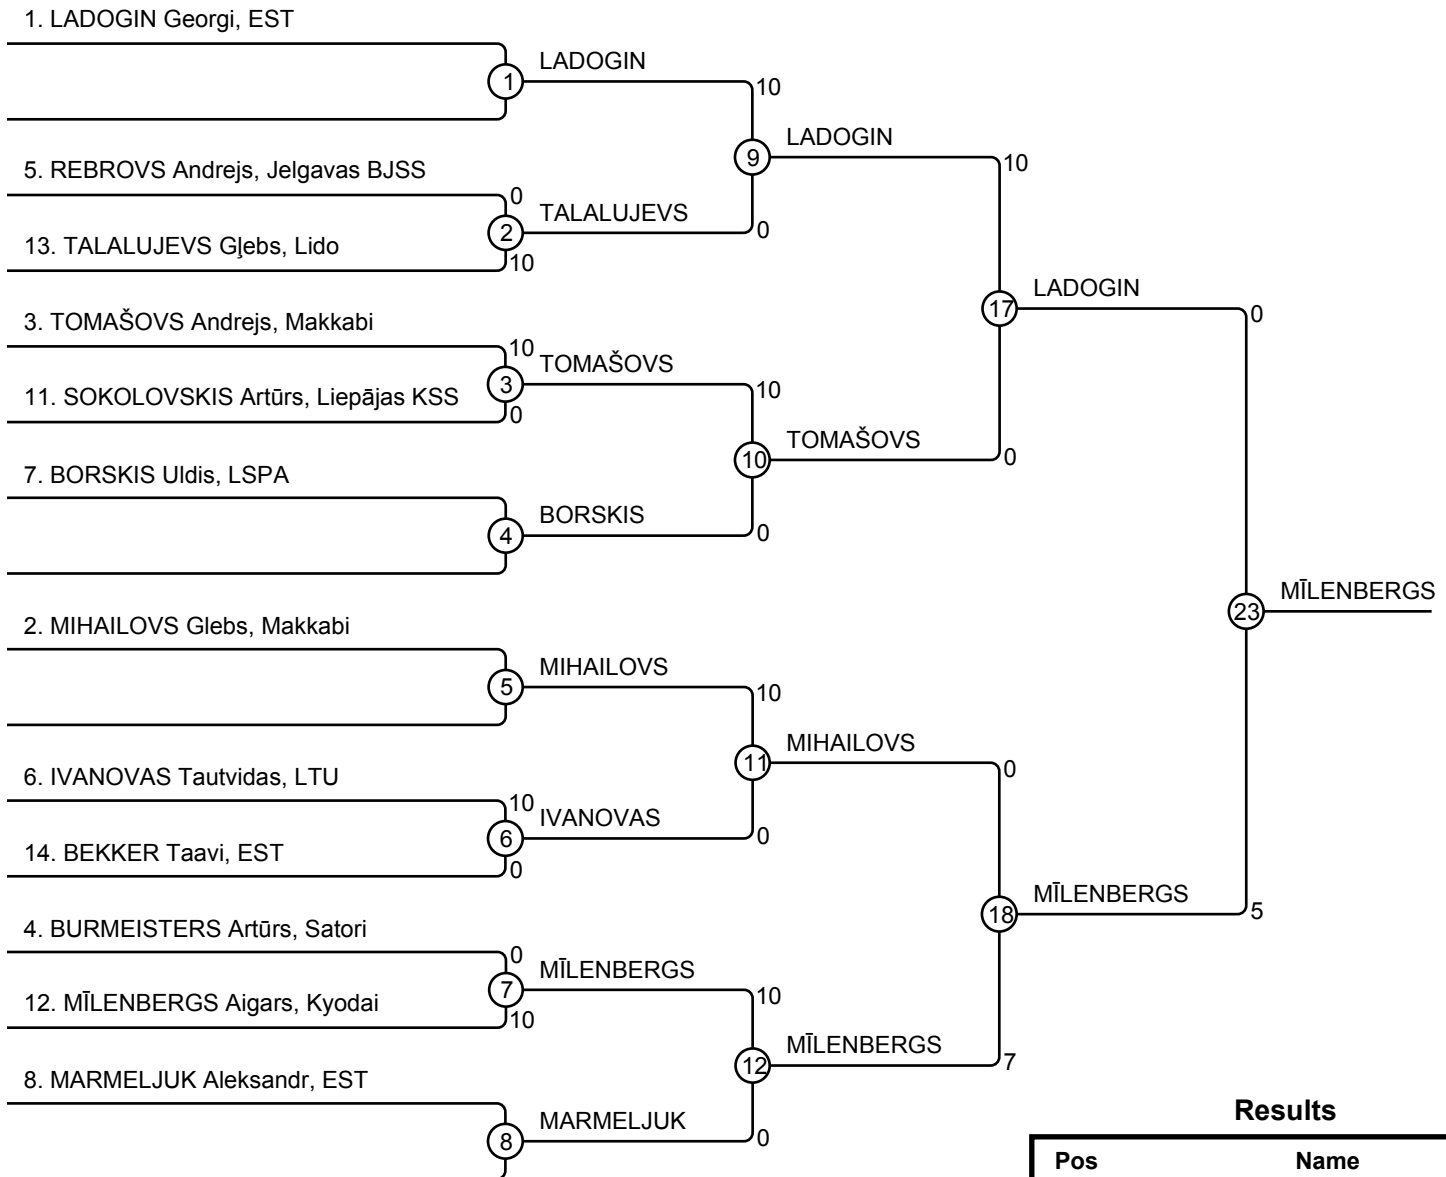 1. LADOGIN Georgi, EST
LADOGIN
1
10
LADOGIN
9
10
5. REBROVS Andrejs, Jelgavas BJSS
0
TALALUJEVS
2
0
13. TALALUJEVS Gļebs, Lido
10
LADOGIN
17
0
3. TOMAŠOVS Andrejs, Makkabi
10
TOMAŠOVS
3
10
11. SOKOLOVSKIS Artūrs, Liepājas KSS
0
TOMAŠOVS
10
0
7. BORSKIS Uldis, LSPA
BORSKIS
4
0
MĪLENBERGS
23
2. MIHAILOVS Glebs, Makkabi
MIHAILOVS
5
10
MIHAILOVS
11
0
6. IVANOVAS Tautvidas, LTU
10
IVANOVAS
6
0
14. BEKKER Taavi, EST
0
MĪLENBERGS
18
5
4. BURMEISTERS Artūrs, Satori
0
MĪLENBERGS
7
10
12. MĪLENBERGS Aigars, Kyodai
10
MĪLENBERGS
12
7
8. MARMELJUK Aleksandr, EST
MARMELJUK
8
0
Results
Pos Name